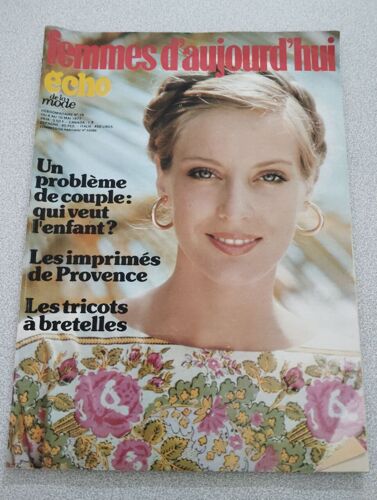 femmes d'aujourd'hui
écho
de la
mode
Un
problème
de couple:
qui veut
l'enfant?
Les imprimés
de Provence
Les tricots
à bretelles